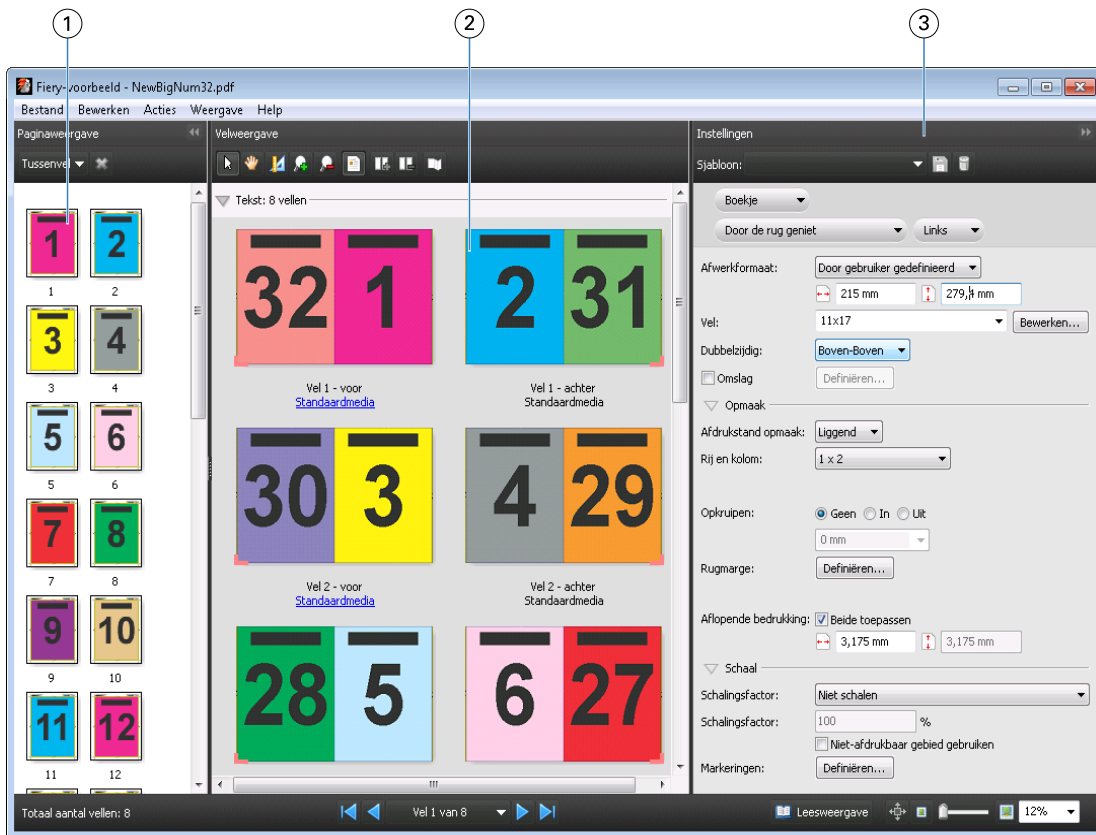 1 2 3
Fiery-voorbeeld - NewBigNum32.pdf
Bestand Bewerken Acties Weergave Help
Paginaweergave
Tussenvel
1 2
1 2
3 4
3 4
5 6
5 6
7 8
7 8
9 10
9 10
11 12
11 12
Velweergave
Tekst: 8 vellen
32 1 2 31
Vel 1 - voor Vel 1 - achter
Standaardmedia Standaardmedia
30 3 4 29
Vel 2 - voor Vel 2 - achter
Standaardmedia Standaardmedia
28 5 6 27
Instellingen
Sjabloon:
Boekje
Door de rug geniet Links
Afwerkformaat: Door gebruiker gedefinieerd
215 mm 279,4 mm
Vel: 11x17 Bewerken...
Dubbelzijdig: Boven-Boven
Omslag Definiëren...
Opmaak
Afdrukstand opmaak: Liggend
Rij en kolom: 1 x 2
Opkruipen: Geen In Uit
0 mm
Rugmarge: Definiëren...
Aflopende bedrukking: Beide toepassen
3,175 mm 3,175 mm
Schaal
Schalingsfactor: Niet schalen
Schalingsfactor: 100 %
Niet-afdrukbaar gebied gebruiken
Markeringen: Definiëren...
Totaal aantal vellen: 8 Vel 1 van 8 Leesweergave 12%